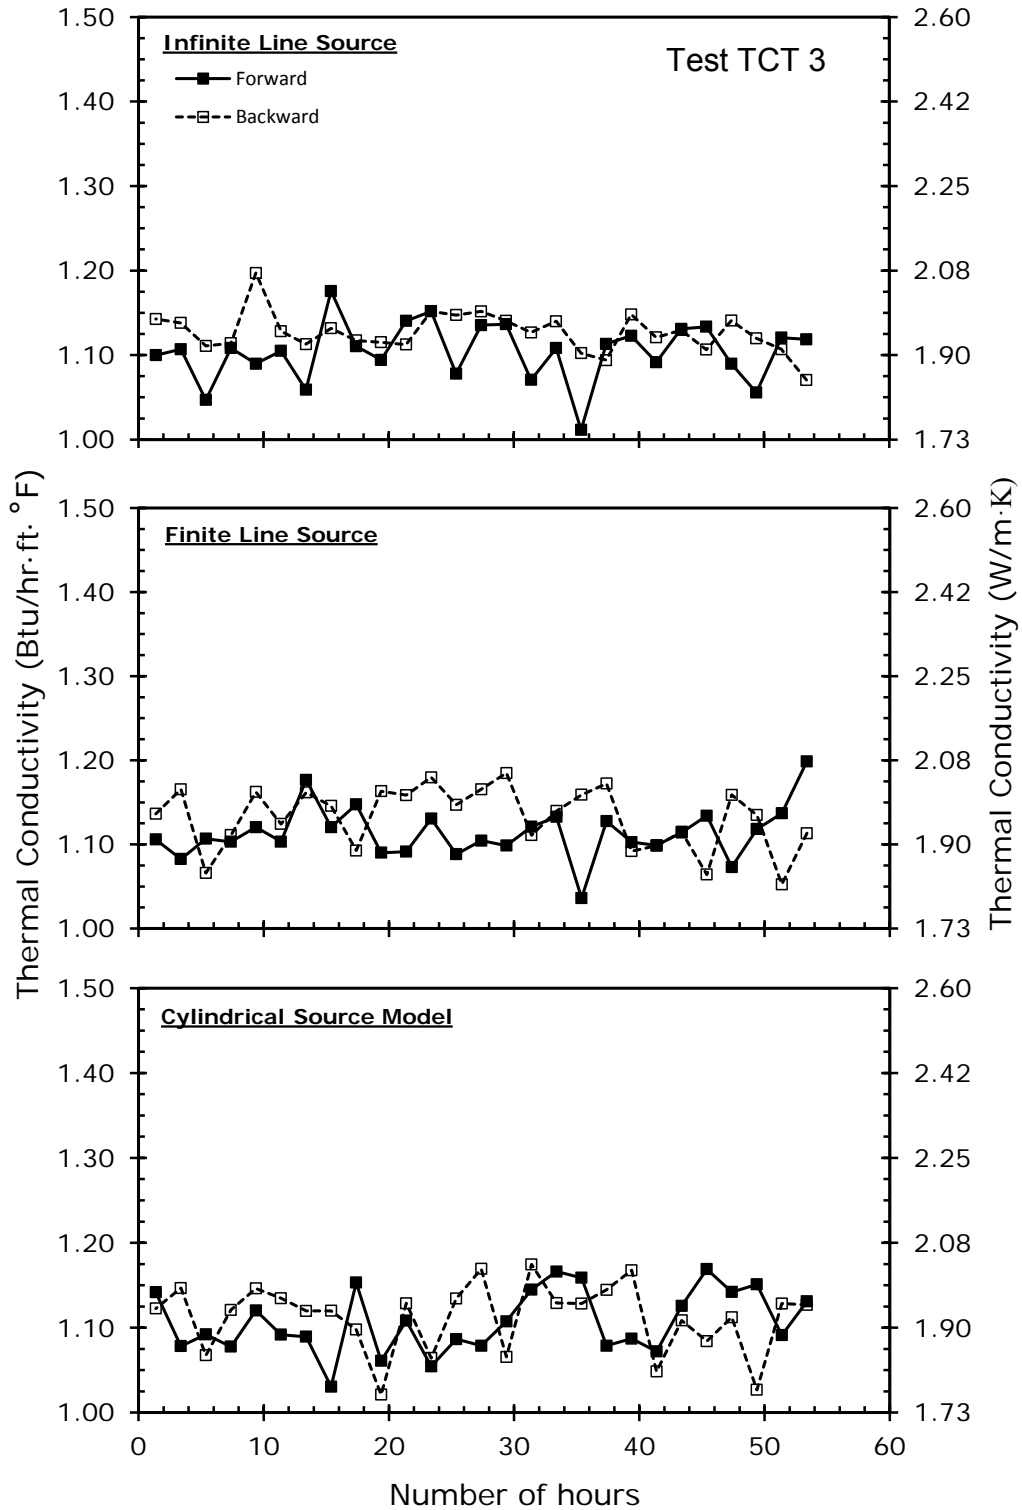 Thermal Conductivity (Btu/hr·ft· °F)
Thermal Conductivity (W/m·K)
Infinite Line Source
Test TCT 3
Forward
Backward
1.50 2.60
1.40 2.42
1.30 2.25
1.20 2.08
1.10 1.90
1.00 1.73
Finite Line Source
1.50 2.60
1.40 2.42
1.30 2.25
1.20 2.08
1.10 1.90
1.00 1.73
Cylindrical Source Model
1.50 2.60
1.40 2.42
1.30 2.25
1.20 2.08
1.10 1.90
1.00 1.73
0 10 20 30 40 50 60
Number of hours